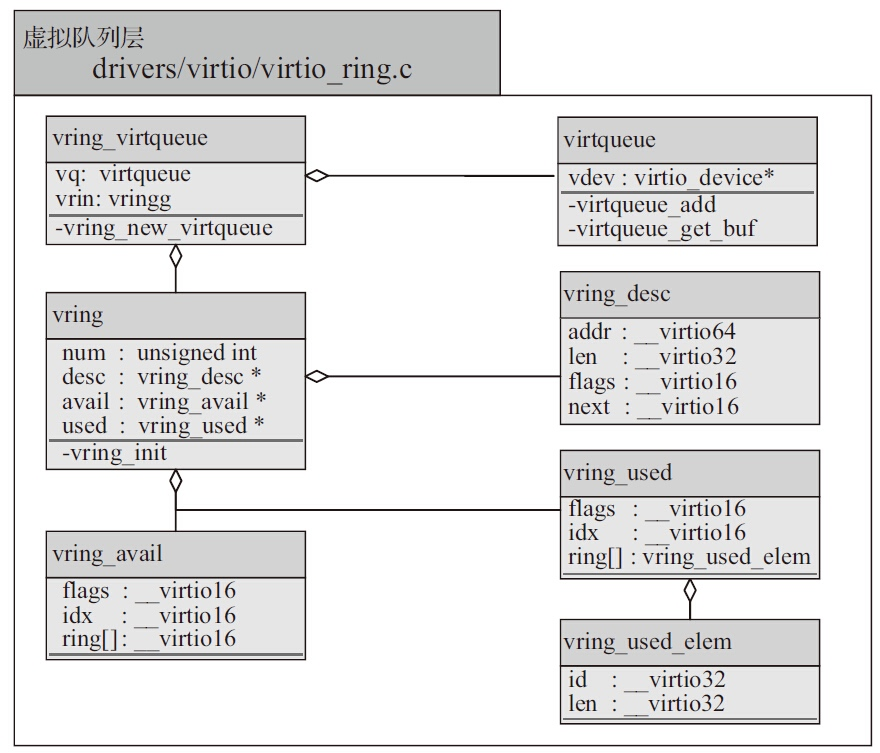 虚拟队列层
drivers/virtio/virtio_ring.c
vring_virtqueue
vq: virtqueue
vrin: vringg
-vring_new_virtqueue
virtqueue
vdev : virtio_device*
-virtqueue_add
-virtqueue_get_buf
vring
num : unsigned int
desc : vring_desc *
avail : vring_avail *
used : vring_used *
-vring_init
vring_desc
addr : __virtio64
len : __virtio32
flags : __virtio16
next : __virtio16
vring_used
flags : __virtio16
idx : __virtio16
ring[] : vring_used_elem
vring_avail
flags : __virtio16
idx : __virtio16
ring[] : __virtio16
vring_used_elem
id : __virtio32
len : __virtio32